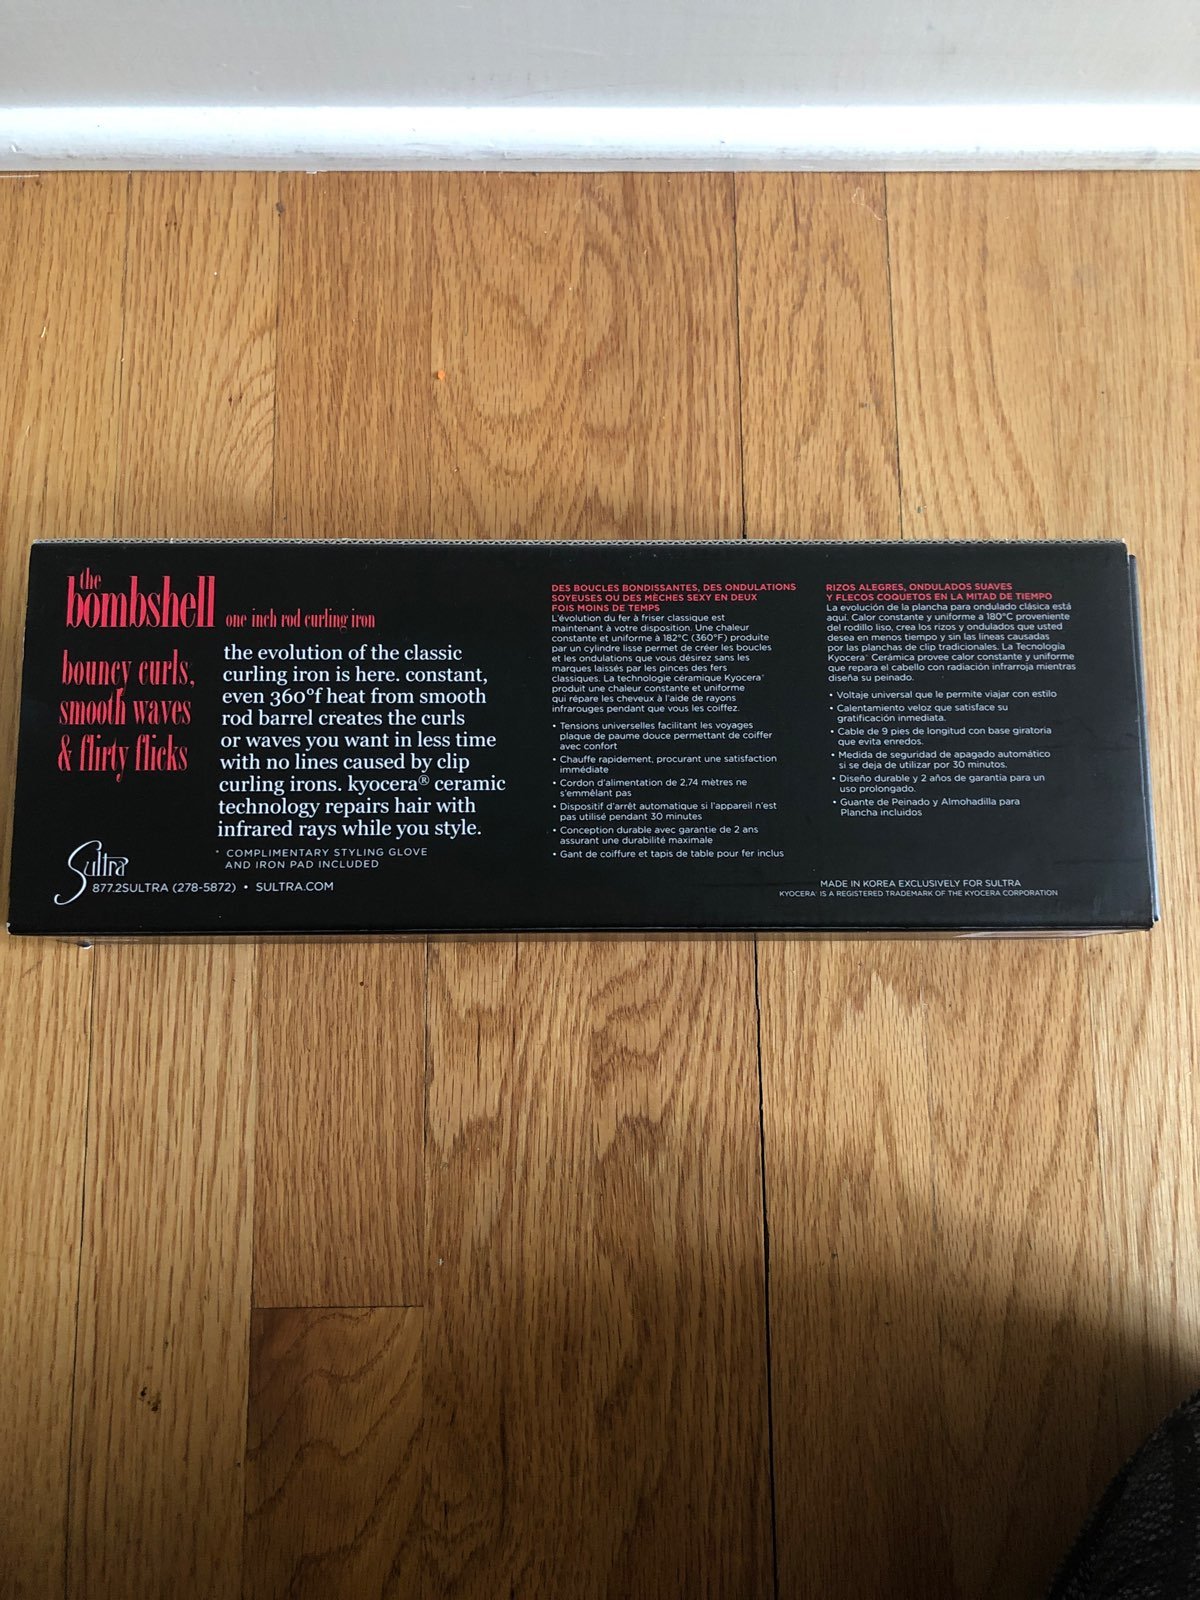 the
bombshell one inch rod curling iron
bouncy curls,
smooth waves
& flirty flicks
the evolution of the classic
curling iron is here. constant,
even 360°f heat from smooth
rod barrel creates the curls
or waves you want in less time
with no lines caused by clip
curling irons. kyocera® ceramic
technology repairs hair with
infrared rays while you style.
* COMPLIMENTARY STYLING GLOVE
AND IRON PAD INCLUDED
Sultra
877.2SULTRA (278-5872) • SULTRA.COM
DES BOUCLES BONDISSANTES, DES ONDULATIONS
SOYEUSES OU DES MÈCHES SEXY EN DEUX
FOIS MOINS DE TEMPS
L'évolution du fer à friser classique est
maintenant à votre disposition. Une chaleur
constante et uniforme à 182°C (360°F) produite
par un cylindre lisse permet de créer les boucles
et les ondulations que vous désirez sans les
marques laissés par les pinces des fers
classiques. La technologie céramique Kyocera®
produit une chaleur constante et uniforme
qui répare les cheveux à l'aide de rayons
infrarouges pendant que vous les coiffez.
• Tensions universelles facilitant les voyages
plaque de paume douce permettant de coiffer
avec confort
• Chauffe rapidement, procurant une satisfaction
immédiate
• Cordon d'alimentation de 2,74 mètres ne
s'emmêlant pas
• Dispositif d'arrêt automatique si l'appareil n'est
pas utilisé pendant 30 minutes
• Conception durable avec garantie de 2 ans
assurant une durabilité maximale
• Gant de coiffure et tapis de table pour fer inclus
RIZOS ALEGRES, ONDULADOS SUAVES
Y FLECOS COQUETOS EN LA MITAD DE TIEMPO
La evolución de la plancha para ondulado clásica está
aquí. Calor constante y uniforme a 180°C proveniente
del rodillo liso, crea los rizos y ondulados que usted
desea en menos tiempo y sin las líneas causadas
por las planchas de clip tradicionales. La Tecnología
Kyocera® Cerámica provee calor constante y uniforme
que repara el cabello con radiación infrarroja mientras
diseña su peinado.
• Voltaje universal que le permite viajar con estilo
• Calentamiento veloz que satisface su
gratificación inmediata.
• Cable de 9 pies de longitud con base giratoria
que evita enredos.
• Medida de seguridad de apagado automático
si se deja de utilizar por 30 minutos.
• Diseño durable y 2 años de garantía para un
uso prolongado.
• Guante de Peinado y Almohadilla para
Plancha incluidos
MADE IN KOREA EXCLUSIVELY FOR SULTRA
KYOCERA® IS A REGISTERED TRADEMARK OF THE KYOCERA CORPORATION